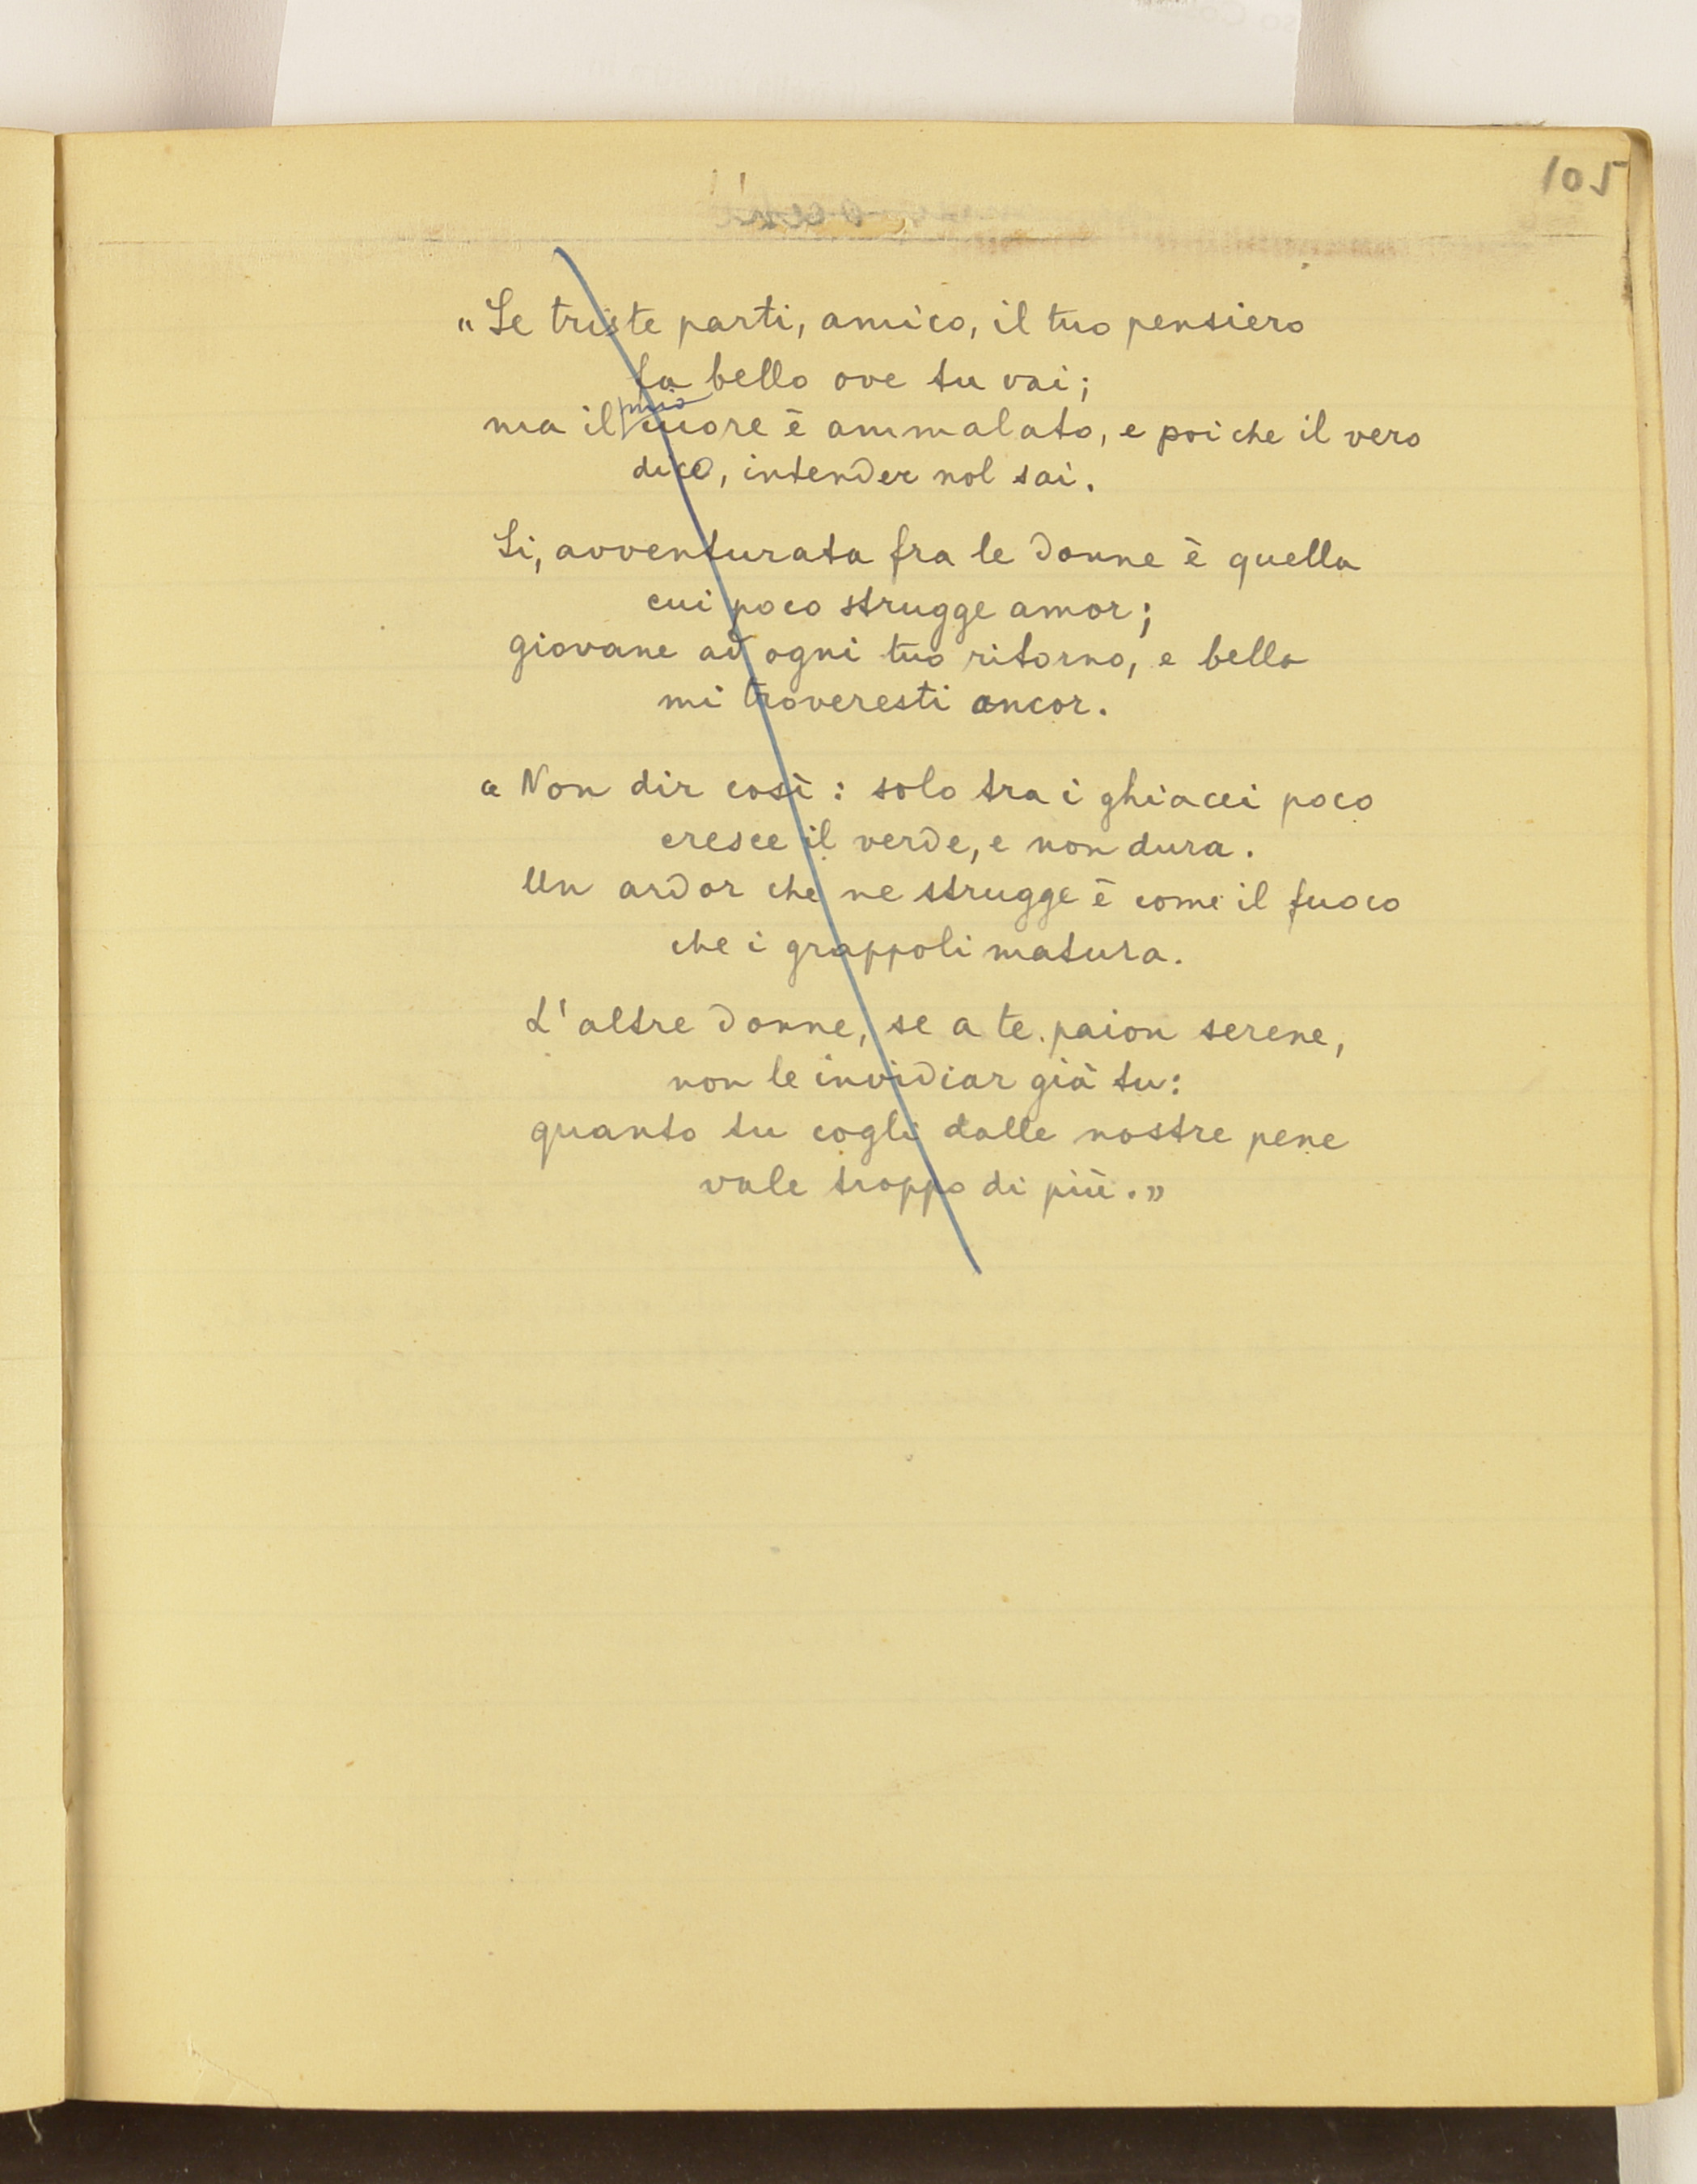 105
"Se triste parti, amico, il tuo pensiero
fa bello ove tu vai;
ma il mio cuore è ammalato, e poiche il vero
dico, intender nol sai.
Si, avventurata fra le donne è quella
cui poco strugge amor;
giovane ad ogni tuo ritorno, e bella
mi troveresti ancor.
« Non dir così: solo tra i ghiacci poco
cresce il verde, e non dura.
Un ardor che ne strugge è come il fuoco
che i grappoli matura.
L'altre donne, se a te paion serene,
non le invidiar già tu:
quanto tu cogli dalle nostre pene
vale troppo di più.»